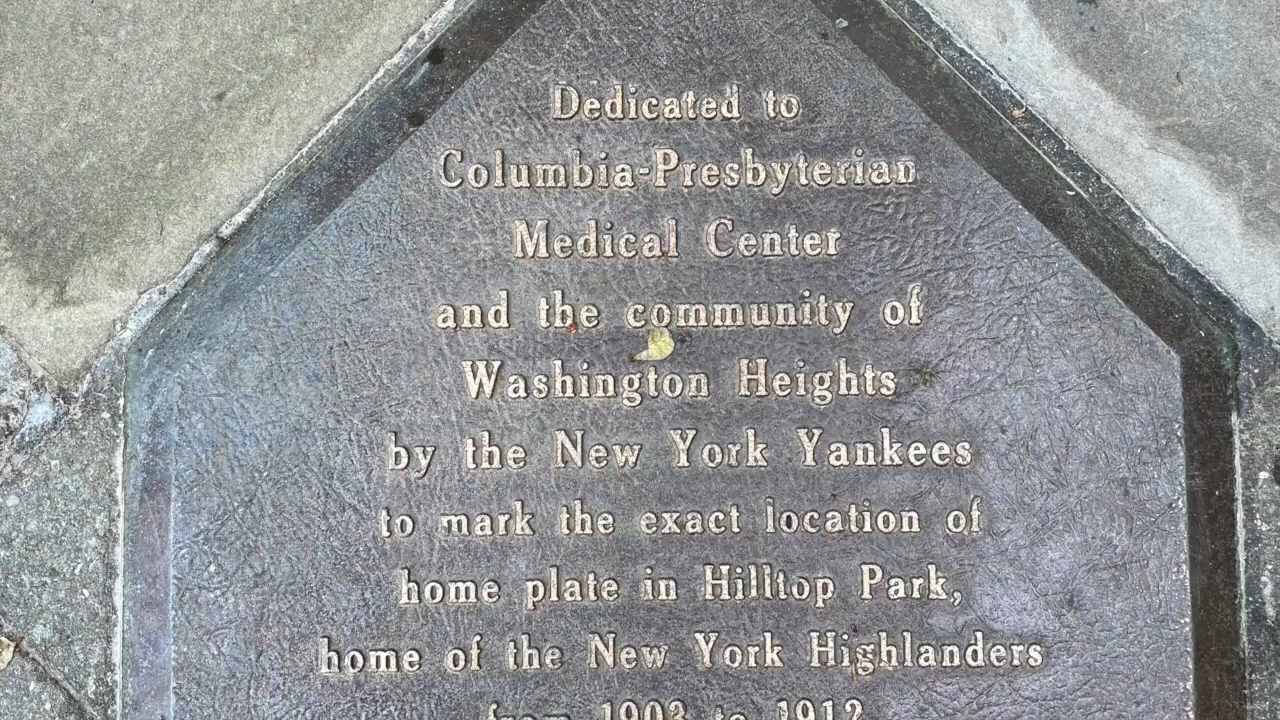 Dedicated to
Columbia-Presbyterian
Medical Center
and the community of
Washington Heights
by the New York Yankees
to mark the exact location of
home plate in Hilltop Park,
home of the New York Highlanders
from 1903 to 1912